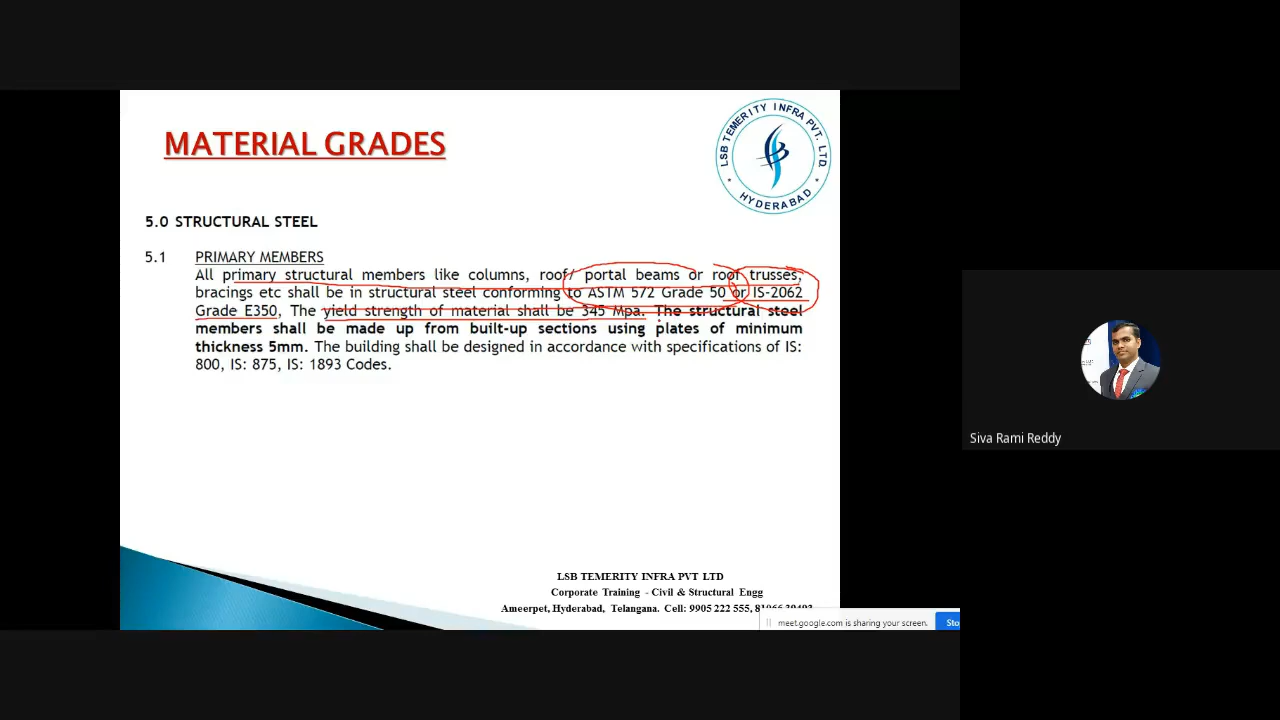 MATERIAL GRADES
LSB TEMERITY INFRA PVT. LTD
* HYDERABAD *
5.0 STRUCTURAL STEEL
5.1 PRIMARY MEMBERS
All primary structural members like columns, roof/ portal beams or roof trusses,
bracings etc shall be in structural steel conforming to ASTM 572 Grade 50 or IS-2062
Grade E350, The yield strength of material shall be 345 Mpa. The structural steel
members shall be made up from built-up sections using plates of minimum
thickness 5mm. The building shall be designed in accordance with specifications of IS:
800, IS: 875, IS: 1893 Codes.
Siva Rami Reddy
LSB TEMERITY INFRA PVT LTD
Corporate Training - Civil & Structural Engg
Ameerpet, Hyderabad, Telangana. Cell: 9905 222 555,
meet.google.com is sharing your screen.
Sto